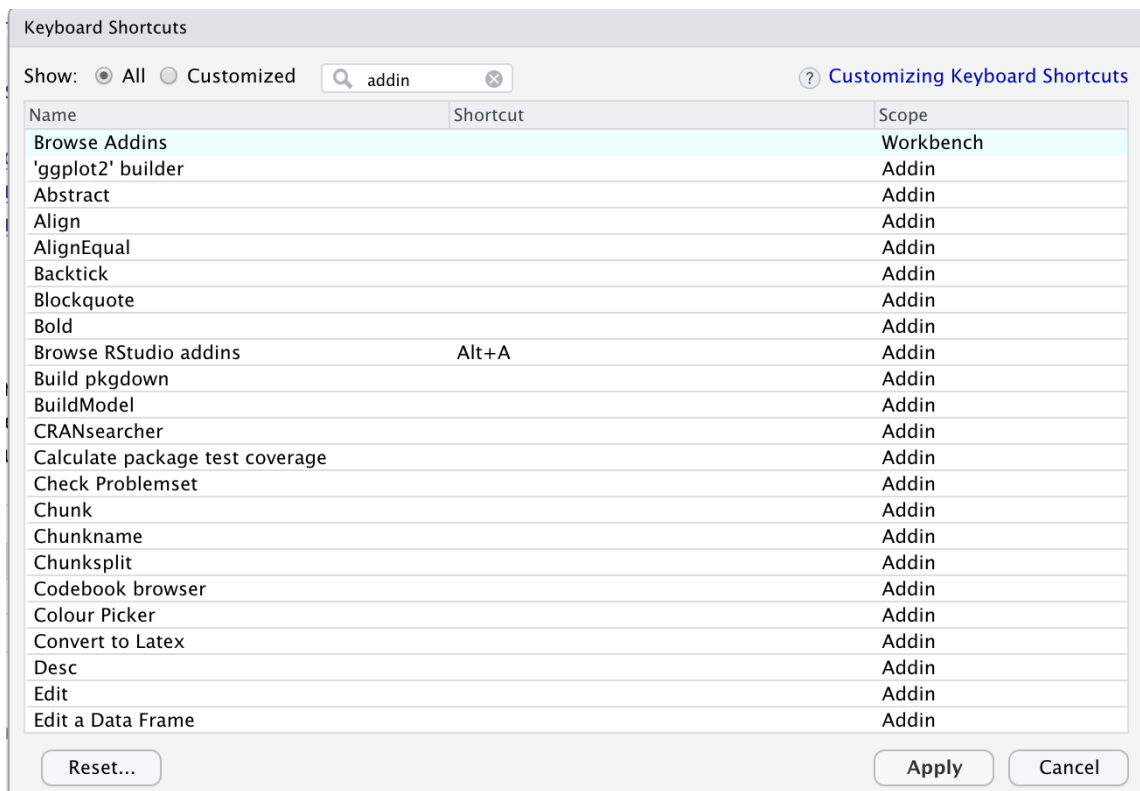 Keyboard Shortcuts
Show: All Customized addin ? Customizing Keyboard Shortcuts
Name Shortcut Scope
Browse Addins Workbench
'ggplot2' builder Addin
Abstract Addin
Align Addin
AlignEqual Addin
Backtick Addin
Blockquote Addin
Bold Addin
Browse RStudio addins Alt+A Addin
Build pkgdown Addin
BuildModel Addin
CRANsearcher Addin
Calculate package test coverage Addin
Check Problemset Addin
Chunk Addin
Chunkname Addin
Chunksplit Addin
Codebook browser Addin
Colour Picker Addin
Convert to Latex Addin
Desc Addin
Edit Addin
Edit a Data Frame Addin
Reset... Apply Cancel